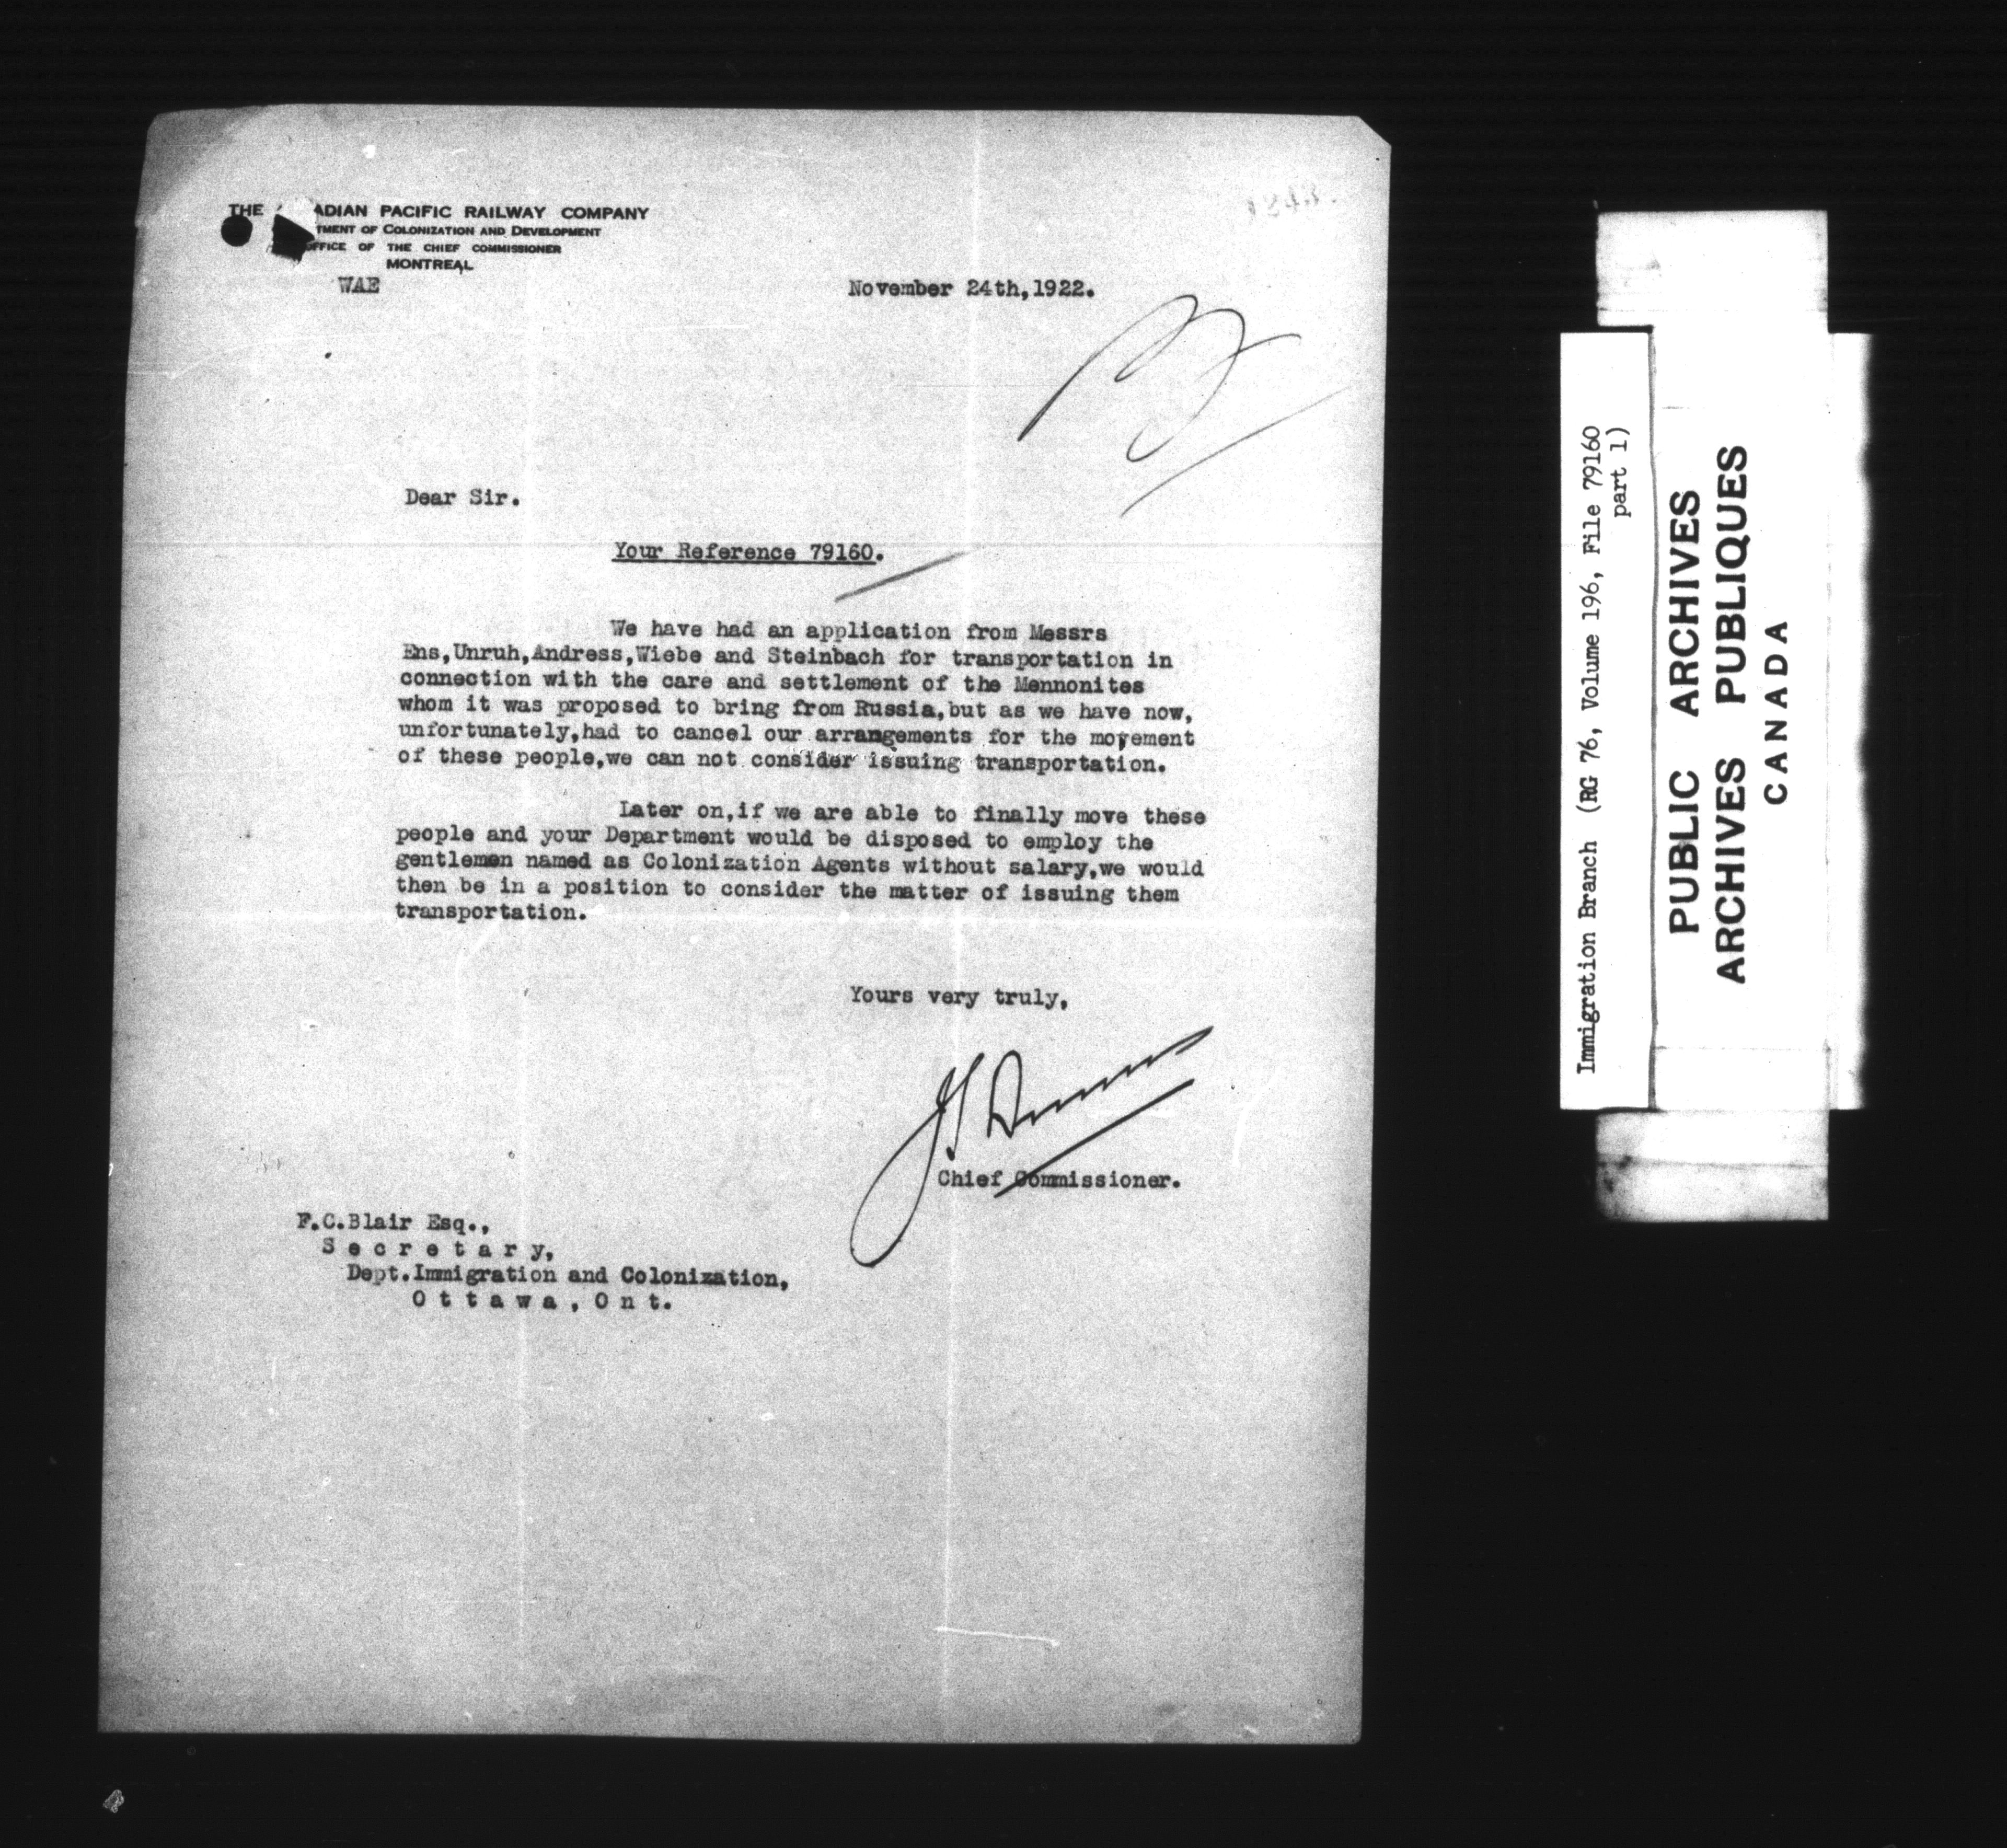 THE ADIAN PACIFIC RAILWAY COMPANY
TMENT OF COLONIZATION AND DEVELOPMENT
OFFICE OF THE CHIEF COMMISSIONER
MONTREAL
WAE
November 24th,1922.
Dear Sir.
Your Reference 79160.
We have had an application from Messrs
Ens,Unruh,Andress,Wiebe and Steinbach for transportation in
connection with the care and settlement of the Mennonites
whom it was proposed to bring from Russia,but as we have now,
unfortunately,had to cancel our arrangements for the movement
of these people,we can not consider issuing transportation.
Later on,if we are able to finally move these
people and your Department would be disposed to employ the
gentlemen named as Colonization Agents without salary,we would
then be in a position to consider the matter of issuing them
transportation.
Yours very truly,
Chief Commissioner.
F.C.Blair Esq.,
Secretary,
Dept.Immigration and Colonization,
Ottawa, Ont.
Immigration Branch (RG 76, Volume 196, File 79160
part 1)
PUBLIC ARCHIVES
ARCHIVES PUBLIQUES
CANADA